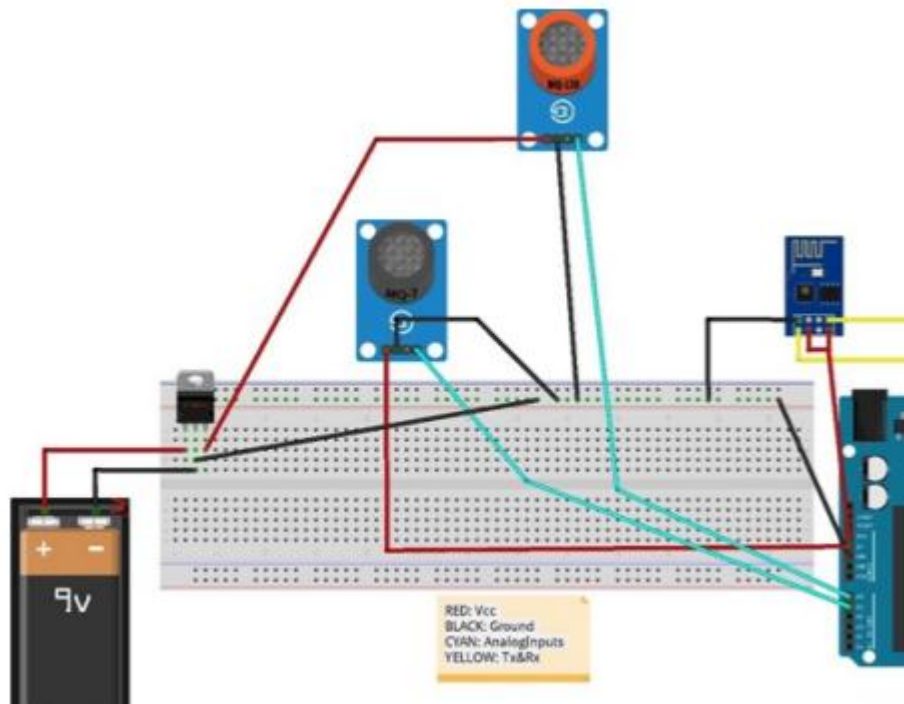 MQ-7
+
-
9v
RED: Vcc
BLACK: Ground
CYAN: AnalogInputs
YELLOW: Tx&Rx